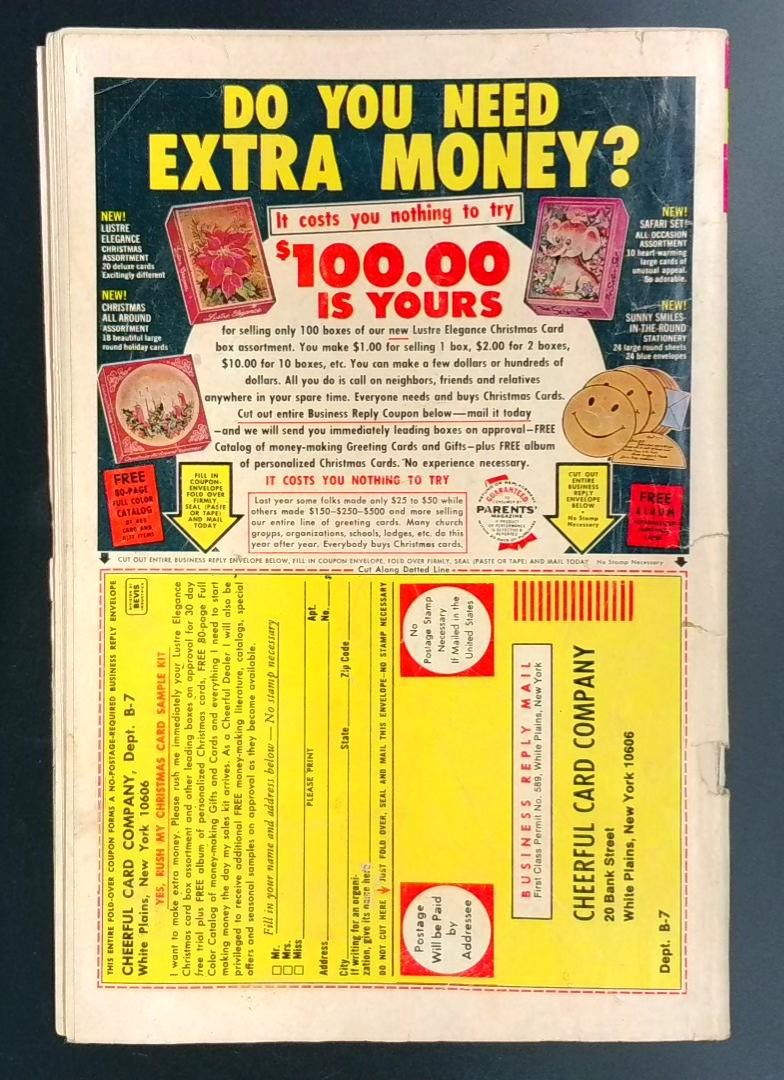 DO YOU NEED
EXTRA MONEY?
It costs you nothing to try
NEW!
LUSTRE
ELEGANCE
CHRISTMAS
ASSORTMENT
20 deluxe cards
Excitingly different
NEW!
CHRISTMAS
ALL AROUND
ASSORTMENT
18 beautiful large
round holiday cards
NEW!
SAFARI SET!
ALL OCCASION
ASSORTMENT
10 heart-warming
large cards of
unusual appeal.
So adorable.
NEW!
SUNNY SMILES-
IN-THE-ROUND
STATIONERY
24 large round sheets
24 blue envelopes
Lustre Elegance
$100.00
IS YOURS
for selling only 100 boxes of our new Lustre Elegance Christmas Card
box assortment. You make $1.00 for selling 1 box, $2.00 for 2 boxes,
$10.00 for 10 boxes, etc. You can make a few dollars or hundreds of
dollars. All you do is call on neighbors, friends and relatives
anywhere in your spare time. Everyone needs and buys Christmas Cards.
Cut out entire Business Reply Coupon below—mail it today
—and we will send you immediately leading boxes on approval—FREE
Catalog of money-making Greeting Cards and Gifts—plus FREE album
of personalized Christmas Cards. No experience necessary.
IT COSTS YOU NOTHING TO TRY
FREE
80-PAGE
FULL COLOR
CATALOG
CARD AND
GIFT ITEMS
FILL IN
COUPON-
ENVELOPE
FOLD OVER
FIRMLY,
SEAL (PASTE
OR TAPE)
AND MAIL
TODAY
Last year some folks made only $25 to $50 while
others made $150–$250–$500 and more selling
our entire line of greeting cards. Many church
groups, organizations, schools, lodges, etc. do this
year after year. Everybody buys Christmas cards.
GUARANTEED
PARENTS'
MAGAZINE
CUT OUT
ENTIRE
BUSINESS
REPLY
ENVELOPE
BELOW
•
No Stamp
Necessary
FREE
ALBUM
CUT OUT ENTIRE BUSINESS REPLY ENVELOPE BELOW, FILL IN COUPON ENVELOPE, FOLD OVER FIRMLY, SEAL (PASTE OR TAPE) AND MAIL TODAY No Stamp Necessary
Cut Along Dotted Line
THIS ENTIRE FOLD-OVER COUPON FORMS A NO-POSTAGE-REQUIRED BUSINESS REPLY ENVELOPE
CHEERFUL CARD COMPANY, Dept. B-7
White Plains, New York 10606
DIVISION OF
BEVIS
INDUSTRIES
YES, RUSH MY CHRISTMAS CARD SAMPLE KIT
I want to make extra money. Please rush me immediately your Lustre Elegance
Christmas card box assortment and other leading boxes on approval for 30 day
free trial plus FREE album of personalized Christmas cards, FREE 80-page Full
Color Catalog of money-making Gifts and Cards and everything I need to start
making money the day my sales kit arrives. As a Cheerful Dealer I will also be
privileged to receive additional FREE money-making literature, catalogs, special
offers and seasonal samples on approval as they become available.
Fill in your name and address below — No stamp necessary
Mr.
Mrs.
Miss
PLEASE PRINT
Address
Apt.
No.
City
State
Zip Code
If writing for an organi-
zation, give its name here
DO NOT CUT HERE JUST FOLD OVER, SEAL AND MAIL THIS ENVELOPE–NO STAMP NECESSARY
Postage
Will be Paid
by
Addressee
No
Postage Stamp
Necessary
If Mailed in the
United States
BUSINESS REPLY MAIL
First Class Permit No. 589, White Plains, New York
CHEERFUL CARD COMPANY
20 Bank Street
White Plains, New York 10606
Dept. B-7